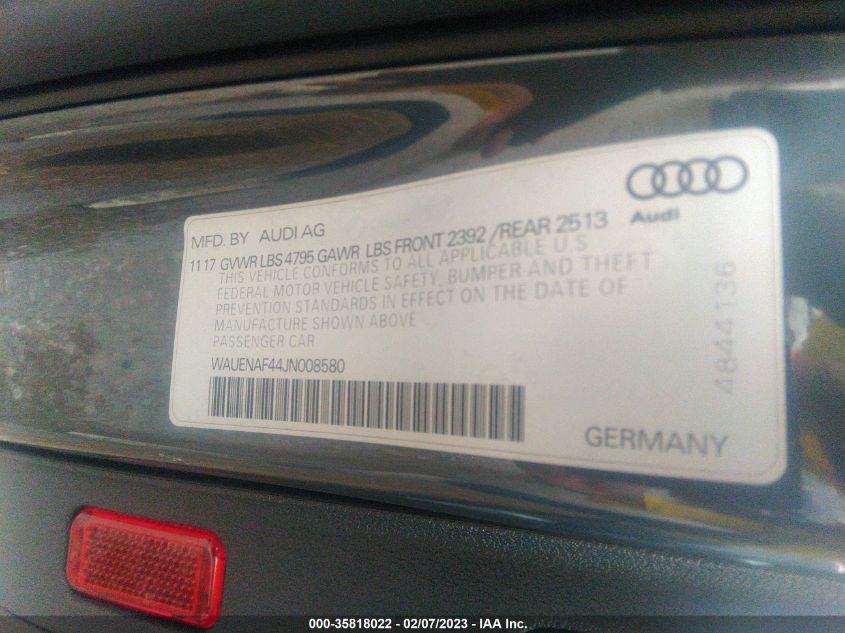 Audi
MFD. BY AUDI AG
11 17 GVWR LBS 4795 GAWR LBS FRONT 2392 /REAR 2513
THIS VEHICLE CONFORMS TO ALL APPLICABLE U.S
FEDERAL MOTOR VEHICLE SAFETY, BUMPER AND THEFT
PREVENTION STANDARDS IN EFFECT ON THE DATE OF
MANUFACTURE SHOWN ABOVE
PASSENGER CAR
WAUENAF44JN008580
4844136
GERMANY
000-35818022 - 02/07/2023 - IAA Inc.